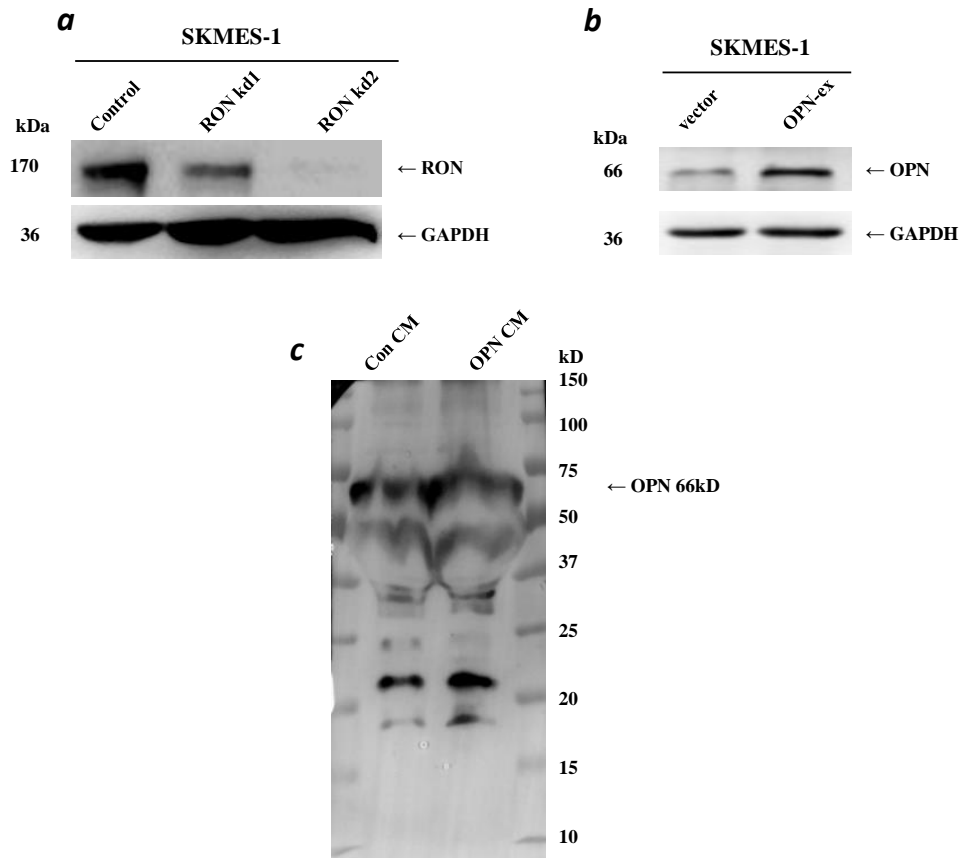 a
SKMES-1
Control
RON kd1
RON kd2
kDa
170
← RON
36
← GAPDH
b
SKMES-1
vector
OPN-ex
kDa
66
← OPN
36
← GAPDH
c
Con CM
OPN CM
kD
150
100
75
← OPN 66kD
50
37
25
20
15
10